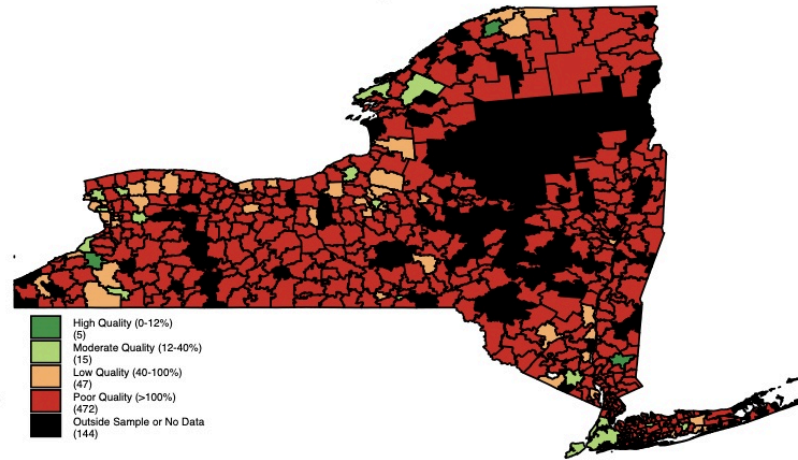 High Quality (0-12%)
(5)
Moderate Quality (12-40%)
(15)
Low Quality (40-100%)
(47)
Poor Quality (>100%)
(472)
Outside Sample or No Data
(144)